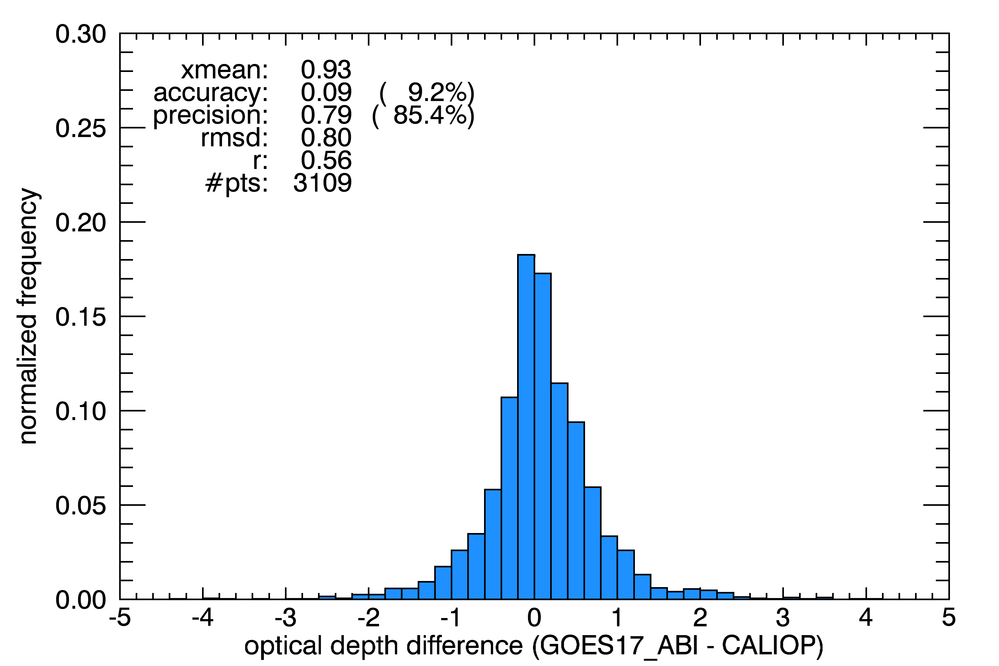 0.30
xmean: 0.93
accuracy: 0.09 ( 9.2%)
precision: 0.79 ( 85.4%)
0.25
rmsd: 0.80
r: 0.56
#pts: 3109
0.20
normalized frequency
0.15
0.10
0.05
0.00
-5 -4 -3 -2 -1 0 1 2 3 4 5
optical depth difference (GOES17_ABI - CALIOP)